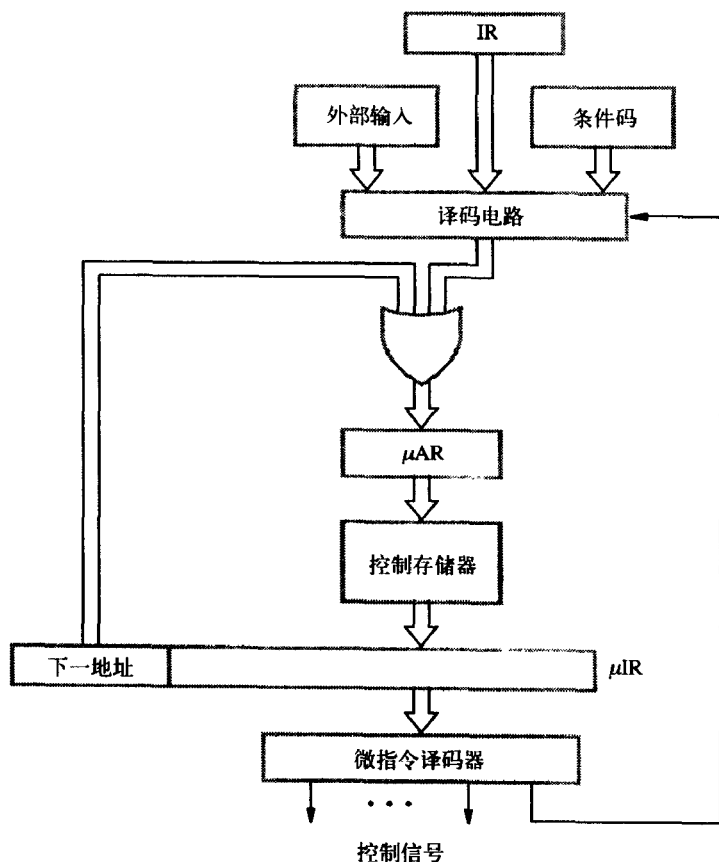 IR
外部输入
条件码
译码电路
μAR
控制存储器
下一地址
μIR
微指令译码器
...
控制信号